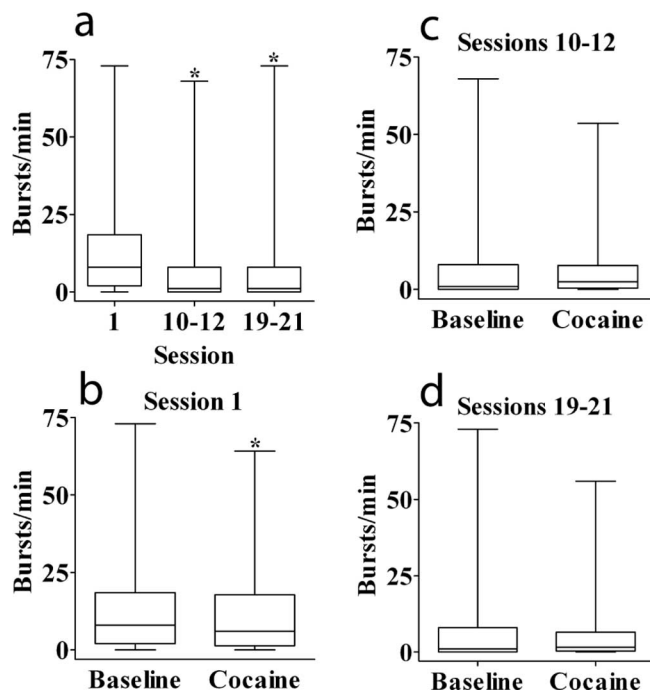 a
Bursts/min
75
50
25
0
*
*
1 10-12 19-21
Session
b
Session 1
Bursts/min
75
50
25
0
*
Baseline Cocaine
c
Sessions 10-12
Bursts/min
75
50
25
0
Baseline Cocaine
d
Sessions 19-21
Bursts/min
75
50
25
0
Baseline Cocaine